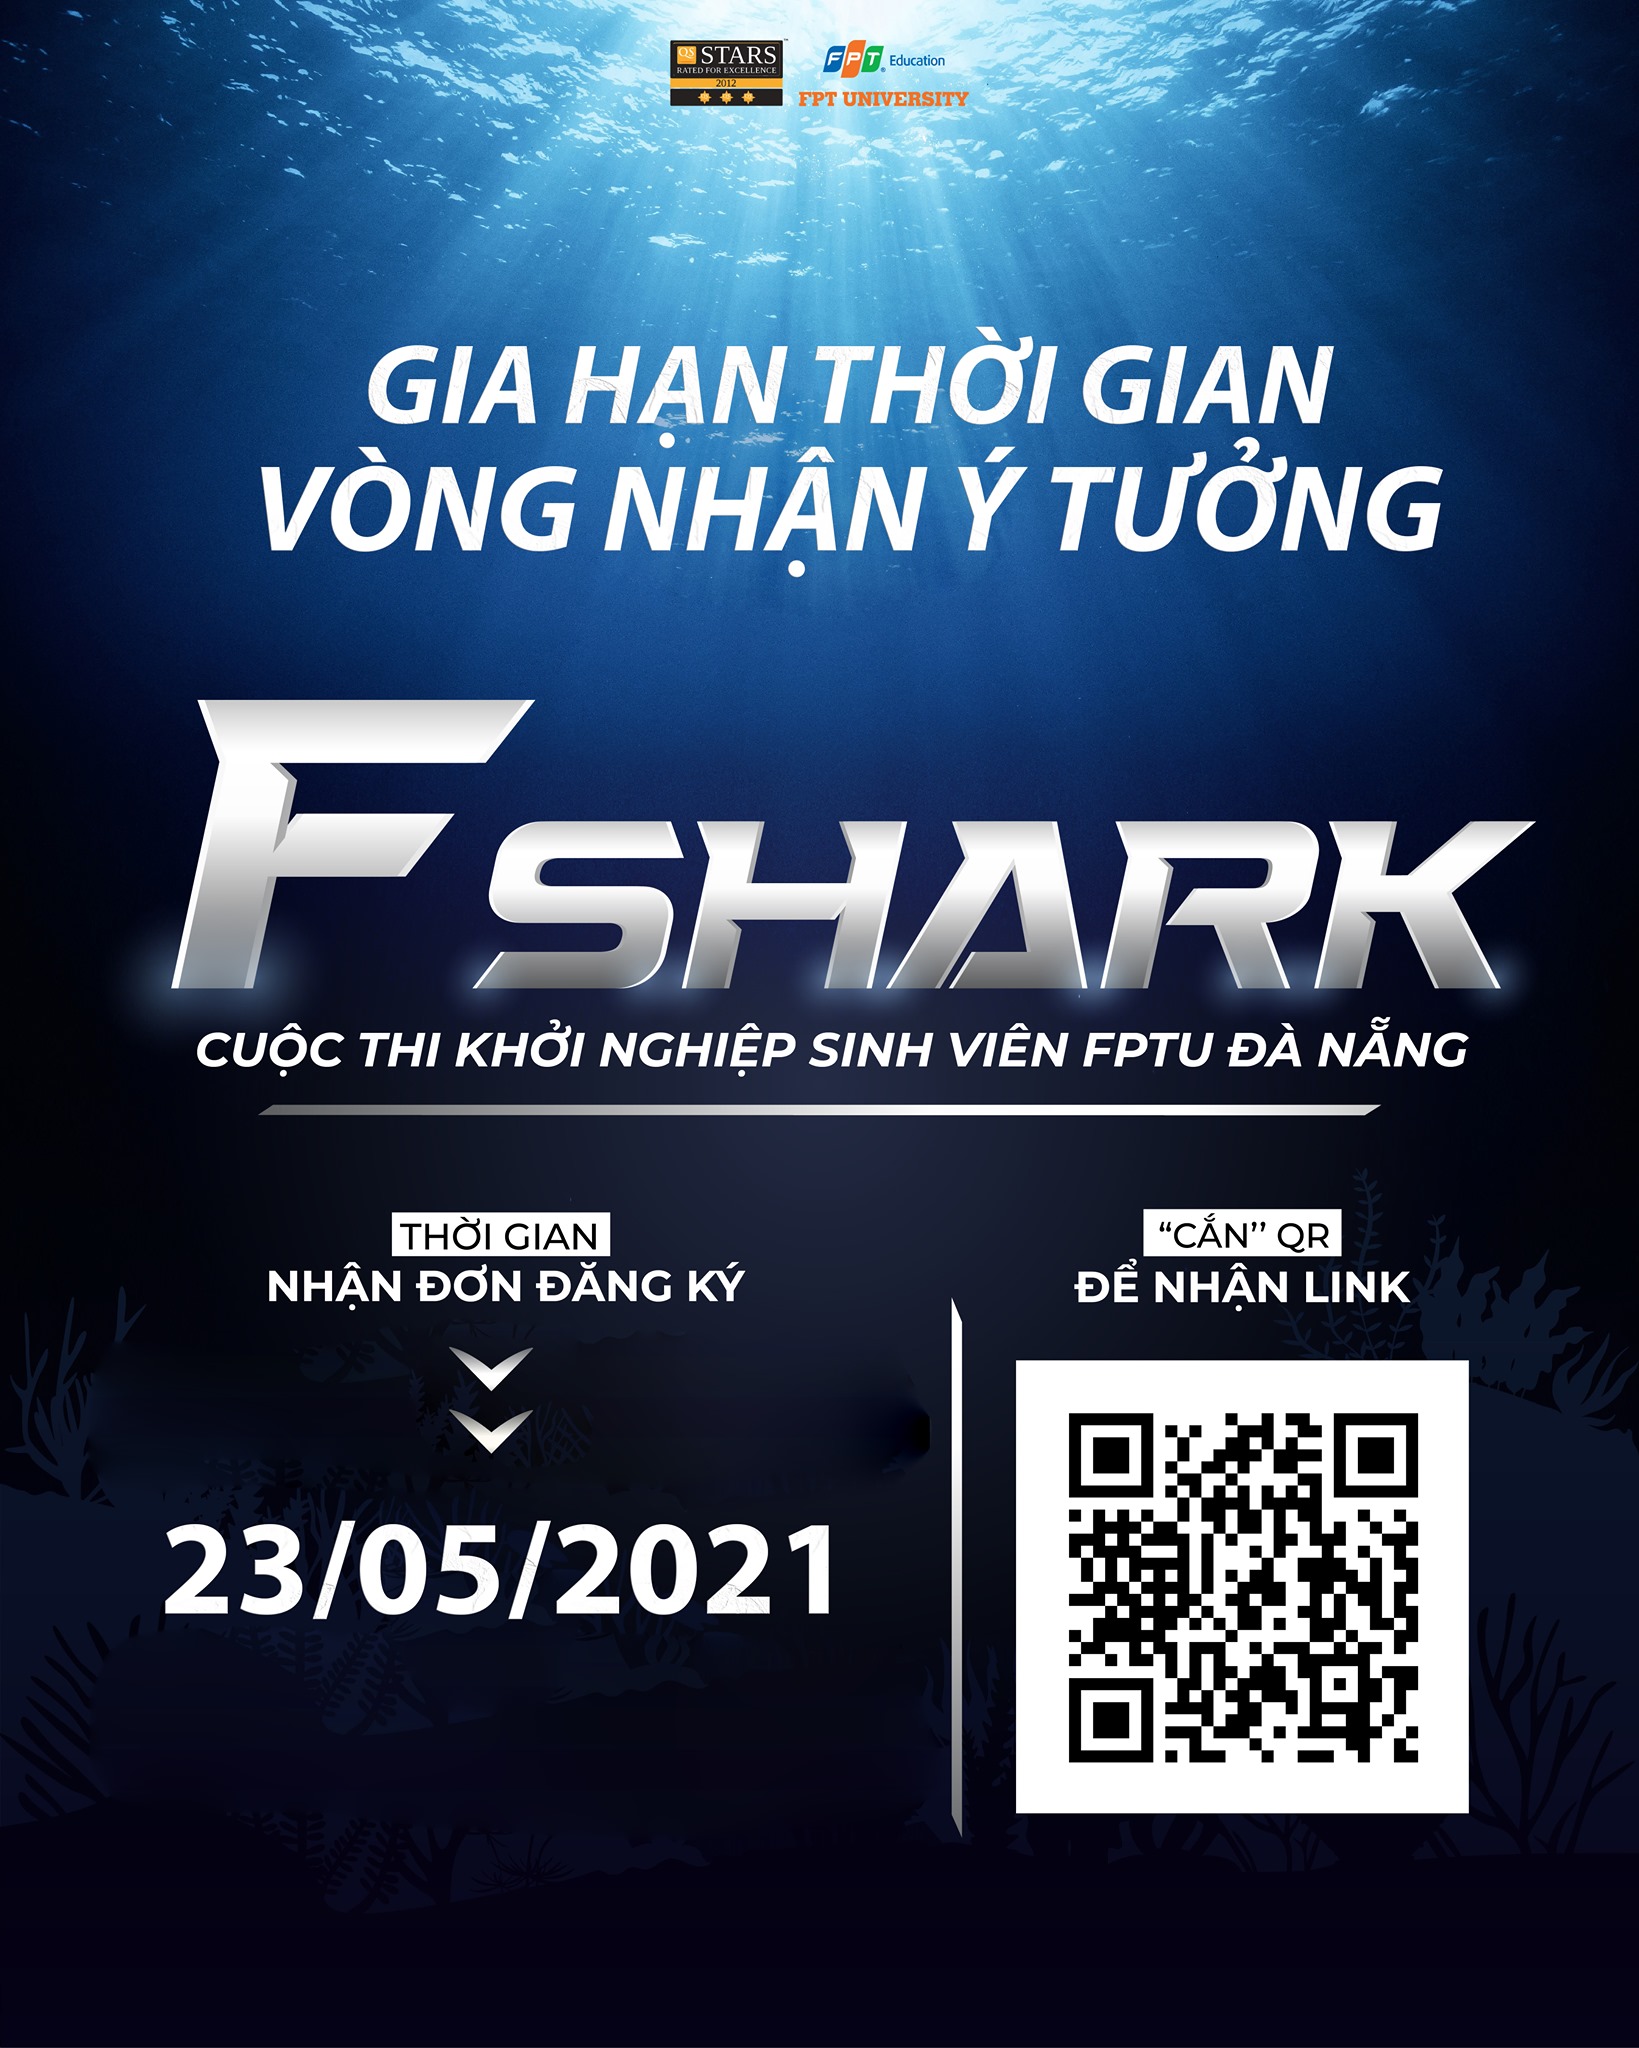 QS STARS
RATED FOR EXCELLENCE
2012
FPT Education
FPT UNIVERSITY
GIA HẠN THỜI GIAN
VÒNG NHẬN Ý TƯỞNG
F SHARK
CUỘC THI KHỞI NGHIỆP SINH VIÊN FPTU ĐÀ NẴNG
THỜI GIAN
NHẬN ĐƠN ĐĂNG KÝ
23/05/2021
“CẮN” QR
ĐỂ NHẬN LINK